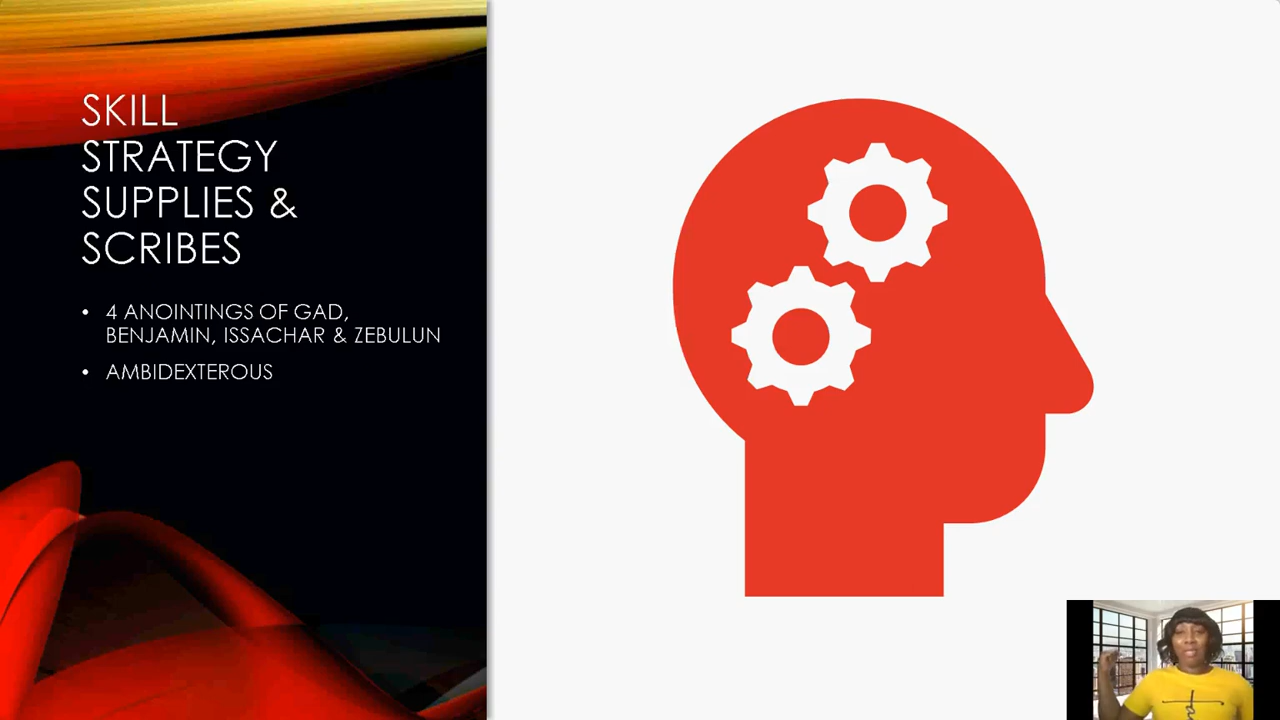 SKILL
STRATEGY
SUPPLIES &
SCRIBES
• 4 ANOINTINGS OF GAD,
BENJAMIN, ISSACHAR & ZEBULUN
• AMBIDEXTEROUS